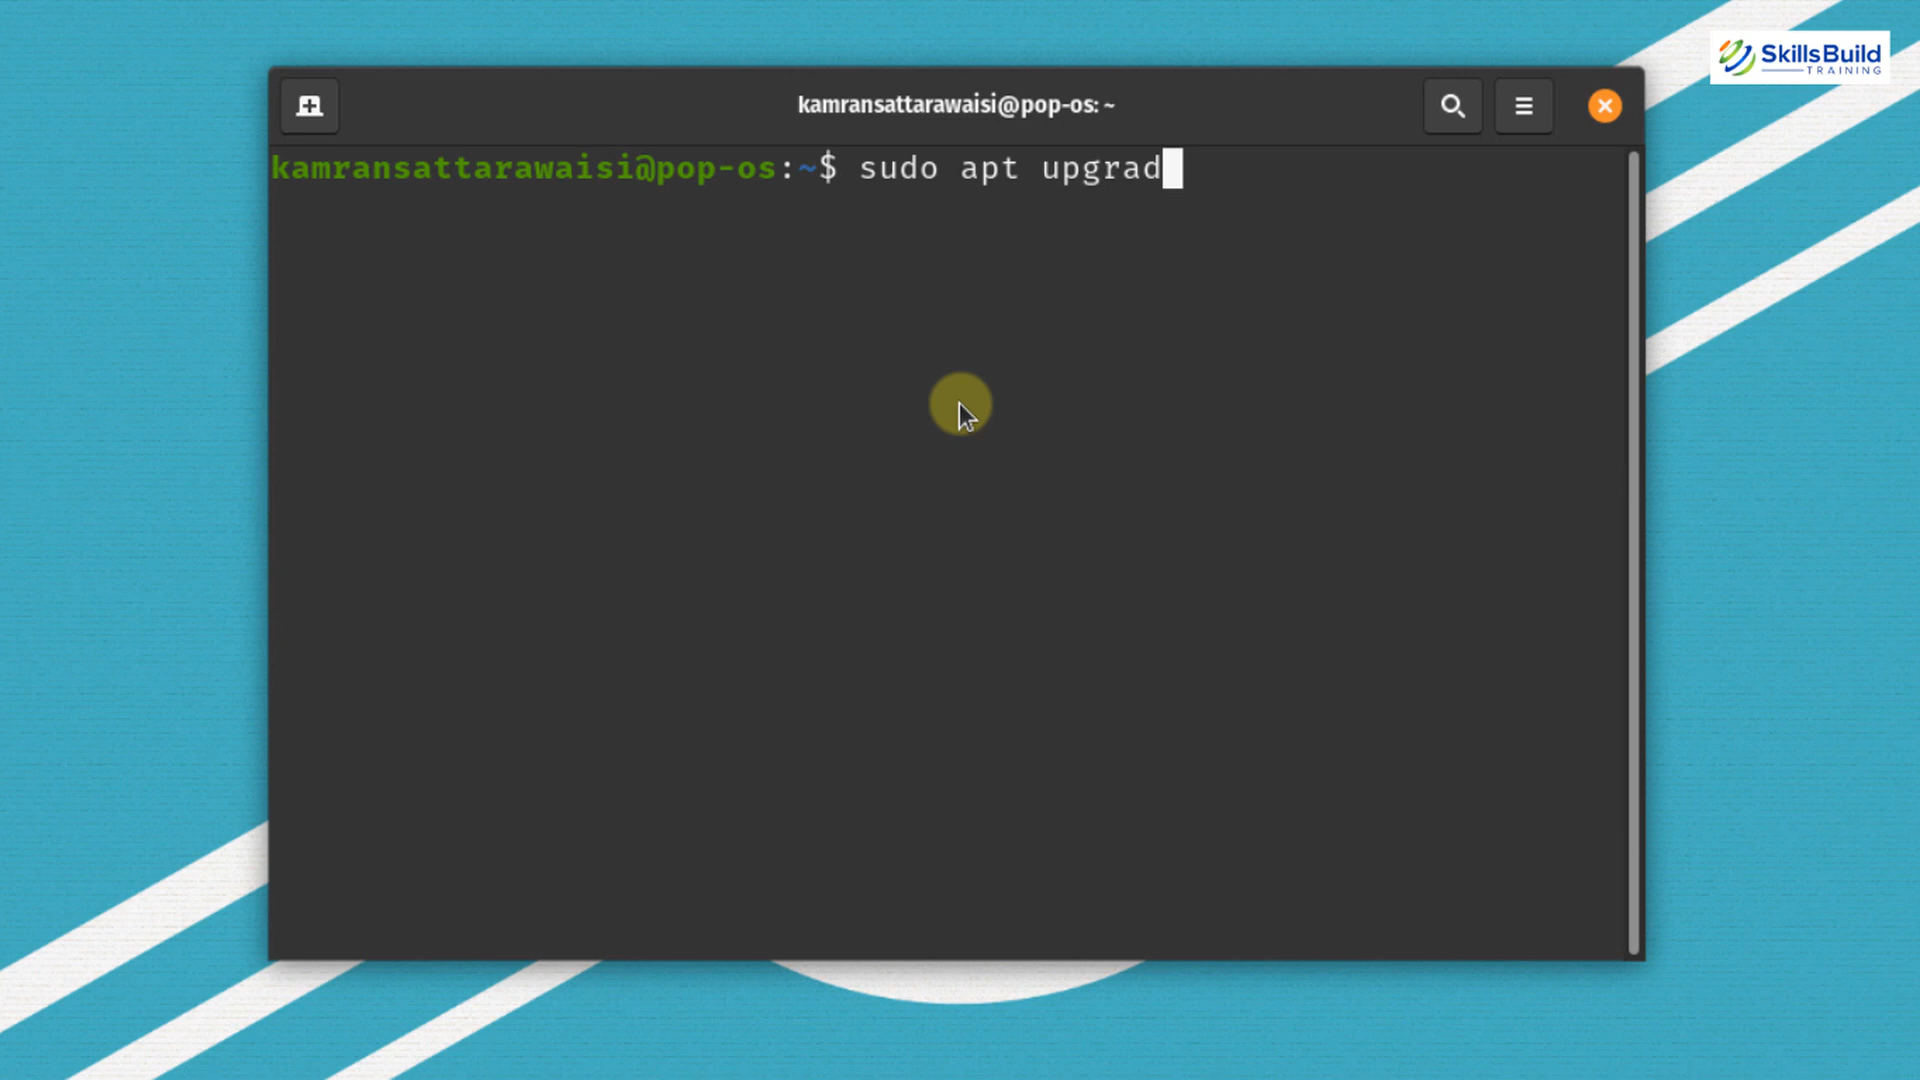 SkillsBuild
TRAINING
kamransattarawaisi@pop-os: ~
kamransattarawaisi@pop-os:~$ sudo apt upgrad